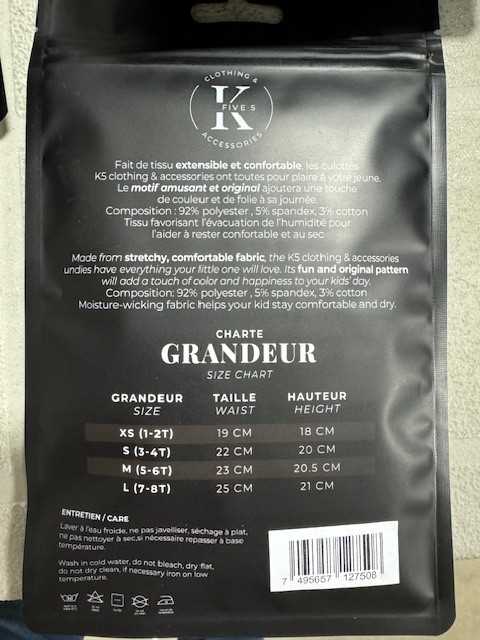 CLOTHING &
K
FIVE 5
ACCESSORIES
Fait de tissu extensible et confortable, les culottes
K5 clothing & accessories ont toutes pour plaire à votre jeune.
Le motif amusant et original ajoutera une touche
de couleur et de folie à sa journée.
Composition : 92% polyester , 5% spandex, 3% cotton
Tissu favorisant l'évacuation de l'humidité pour
l'aider à rester confortable et au sec
Made from stretchy, comfortable fabric, the K5 clothing & accessories
undies have everything your little one will love. Its fun and original pattern
will add a touch of color and happiness to your kids' day.
Composition: 92% polyester , 5% spandex, 3% cotton
Moisture-wicking fabric helps your kid stay comfortable and dry.
CHARTE
GRANDEUR
SIZE CHART
GRANDEUR TAILLE HAUTEUR
SIZE WAIST HEIGHT
XS (1-2T) 19 CM 18 CM
S (3-4T) 22 CM 20 CM
M (5-6T) 23 CM 20.5 CM
L (7-8T) 25 CM 21 CM
ENTRETIEN / CARE
Laver à l'eau froide, ne pas javelliser, séchage à plat,
ne pas nettoyer à sec,si nécessaire repasser à base
température.
Wash in cold water, do not bleach, dry flat,
do not dry clean, if necessary iron on low
temperature.
7 495657 127508